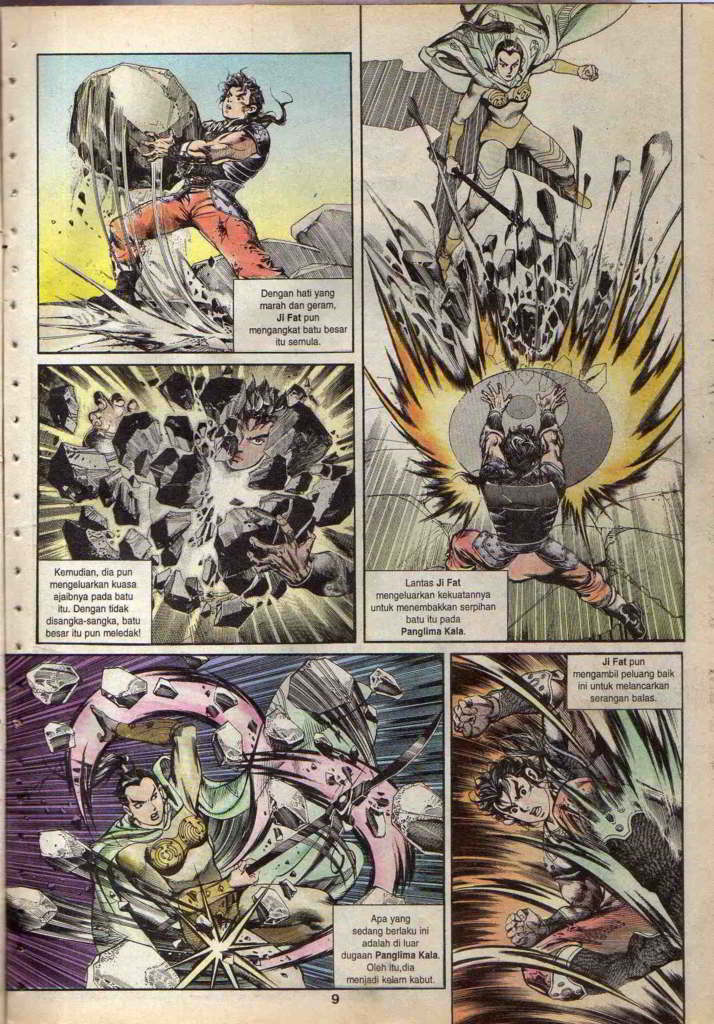 Dengan hati yang
marah dan geram,
Ji Fat pun
mengangkat batu besar
itu semula.
Kemudian, dia pun
mengeluarkan kuasa
ajaibnya pada batu
itu. Dengan tidak
disangka-sangka, batu
besar itu pun meledak!
Lantas Ji Fat
mengeluarkan kekuatannya
untuk menembakkan serpihan
batu itu pada
Panglima Kala.
Apa yang
sedang berlaku ini
adalah di luar
dugaan Panglima Kala.
Oleh itu,dia
menjadi kelam kabut.
Ji Fat pun
mengambil peluang baik
ini untuk melancarkan
serangan balas.
9